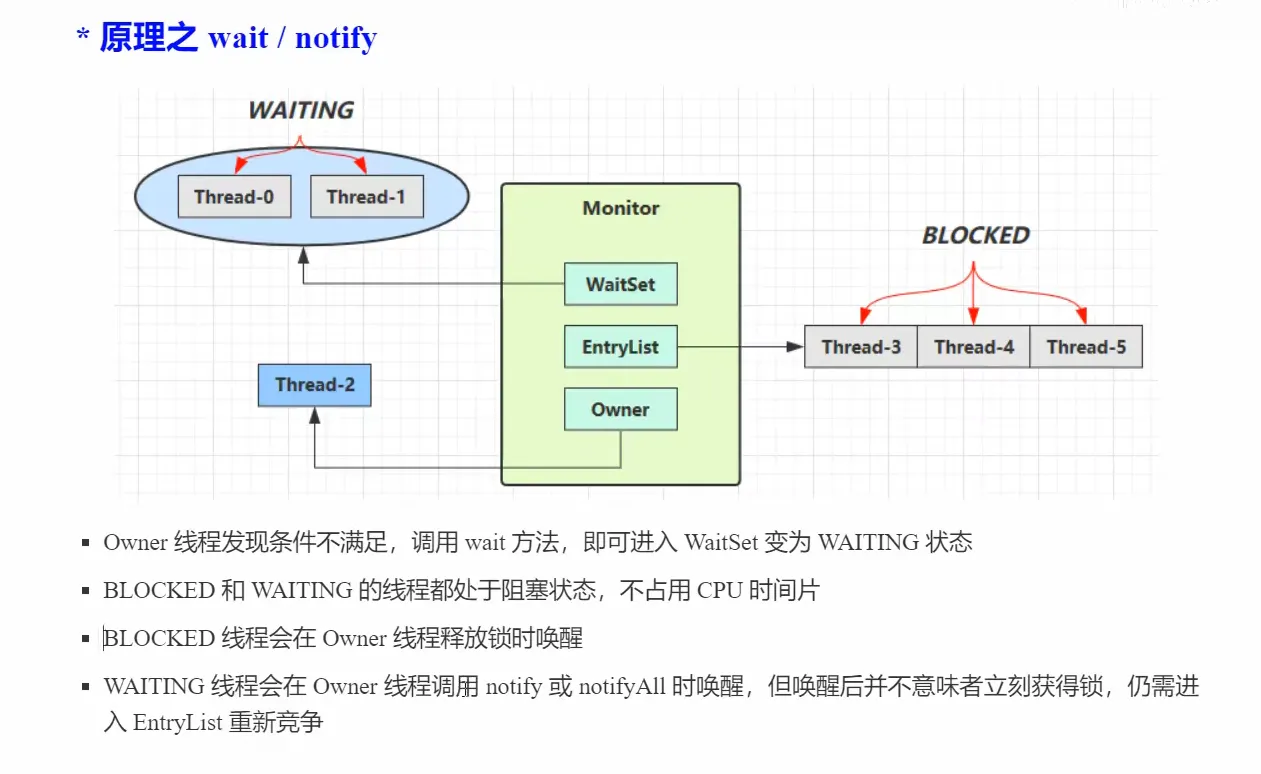 * 原理之 wait / notify
WAITING
Thread-0
Thread-1
Monitor
WaitSet
EntryList
Owner
BLOCKED
Thread-3
Thread-4
Thread-5
Thread-2
Owner 线程发现条件不满足，调用 wait 方法，即可进入 WaitSet 变为 WAITING 状态
BLOCKED 和 WAITING 的线程都处于阻塞状态，不占用 CPU 时间片
BLOCKED 线程会在 Owner 线程释放锁时唤醒
WAITING 线程会在 Owner 线程调用 notify 或 notifyAll 时唤醒，但唤醒后并不意味者立刻获得锁，仍需进
入 EntryList 重新竞争